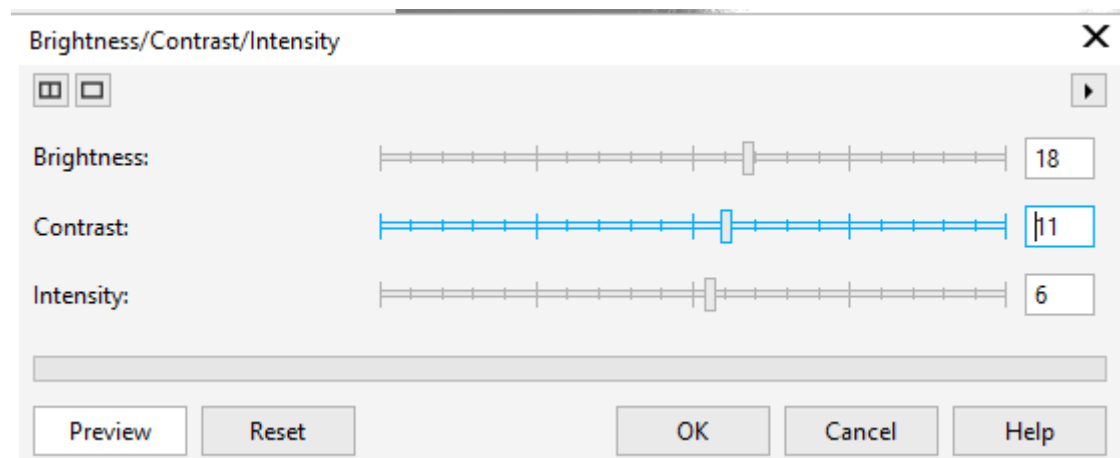 Brightness/Contrast/Intensity
Brightness: 18
Contrast: 11
Intensity: 6
Preview Reset OK Cancel Help